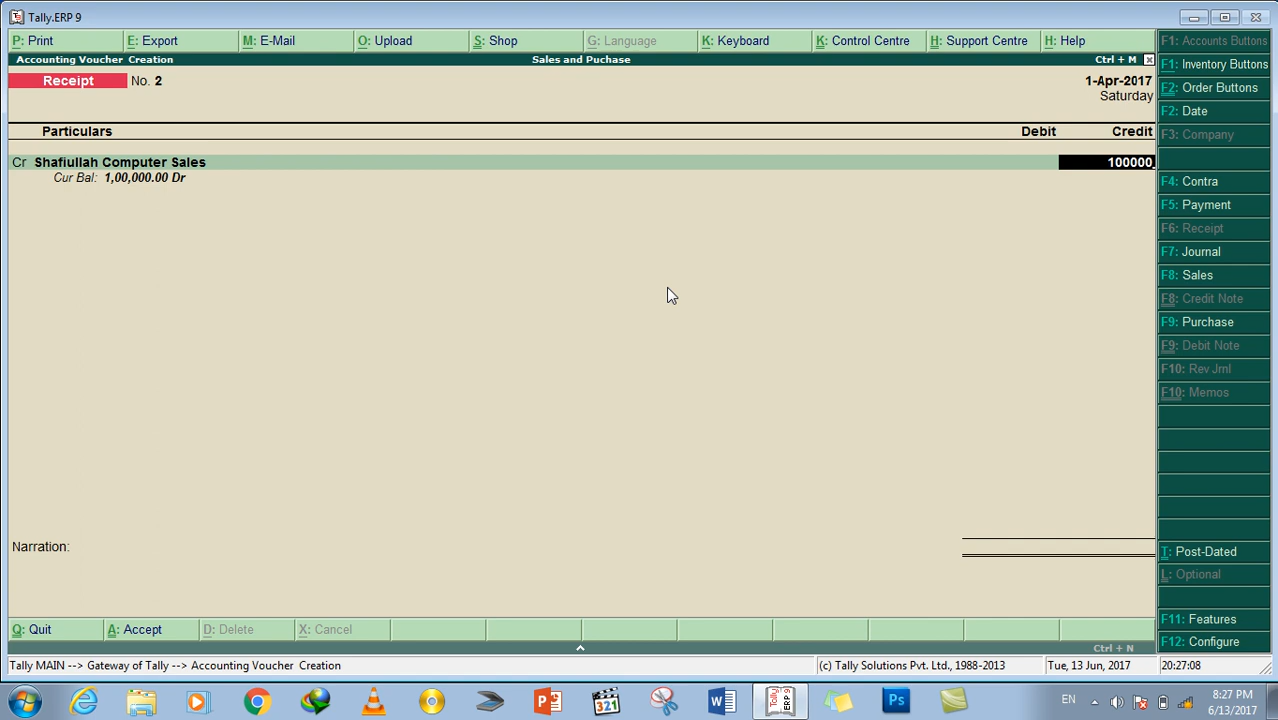 Tally.ERP 9
P: Print
E: Export
M: E-Mail
O: Upload
S: Shop
G: Language
K: Keyboard
K: Control Centre
H: Support Centre
H: Help
F1: Accounts Buttons
Accounting Voucher Creation
Sales and Puchase
Ctrl + M
F1: Inventory Buttons
Receipt
No. 2
1-Apr-2017
F2: Order Buttons
Saturday
F2: Date
Particulars
Debit
Credit
F3: Company
Cr Shafiullah Computer Sales
100000
Cur Bal: 1,00,000.00 Dr
F4: Contra
F5: Payment
F6: Receipt
F7: Journal
F8: Sales
F8: Credit Note
F9: Purchase
F9: Debit Note
F10: Rev Jrnl
F10: Memos
Narration:
T: Post-Dated
L: Optional
F11: Features
Q: Quit
A: Accept
D: Delete
X: Cancel
F12: Configure
Ctrl + N
Tally MAIN --> Gateway of Tally --> Accounting Voucher Creation
(c) Tally Solutions Pvt. Ltd., 1988-2013
Tue, 13 Jun, 2017
20:27:08
321
Tally
ERP 9
Ps
EN
8:27 PM
6/13/2017